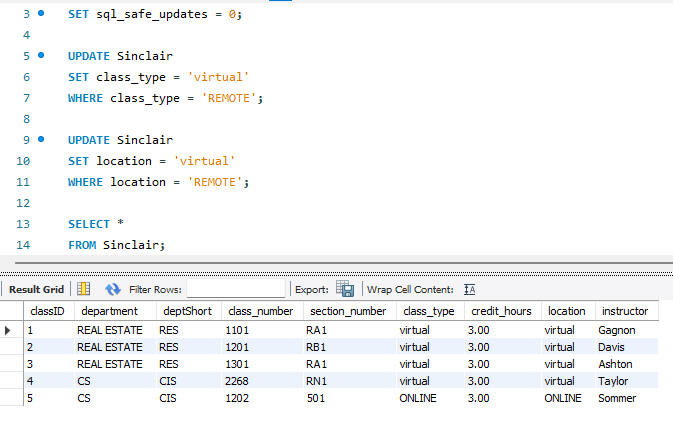 3 SET sql_safe_updates = 0;
4
5 UPDATE Sinclair
6 SET class_type = 'virtual'
7 WHERE class_type = 'REMOTE';
8
9 UPDATE Sinclair
10 SET location = 'virtual'
11 WHERE location = 'REMOTE';
12
13 SELECT *
14 FROM Sinclair;
Result Grid Filter Rows: Export: Wrap Cell Content: IA
classID department deptShort class_number section_number class_type credit_hours location instructor
1 REAL ESTATE RES 1101 RA1 virtual 3.00 virtual Gagnon
2 REAL ESTATE RES 1201 RB1 virtual 3.00 virtual Davis
3 REAL ESTATE RES 1301 RA1 virtual 3.00 virtual Ashton
4 CS CIS 2268 RN1 virtual 3.00 virtual Taylor
5 CS CIS 1202 501 ONLINE 3.00 ONLINE Sommer